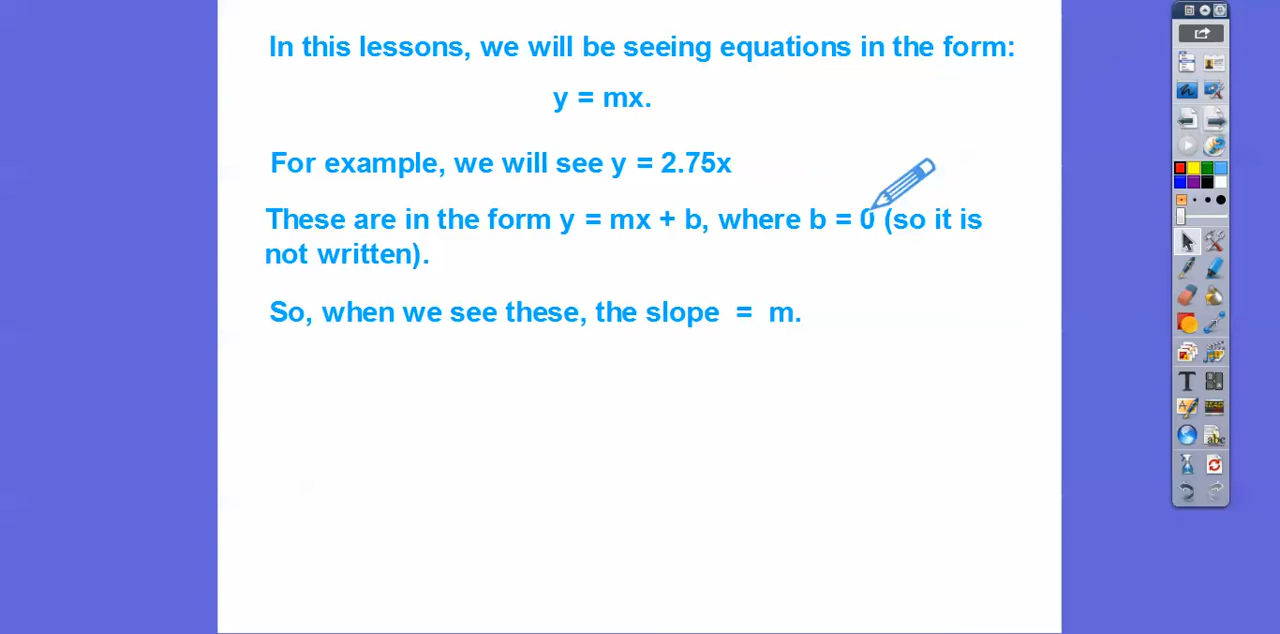 In this lessons, we will be seeing equations in the form:
y = mx.
For example, we will see y = 2.75x
These are in the form y = mx + b, where b = 0 (so it is
not written).
So, when we see these, the slope = m.